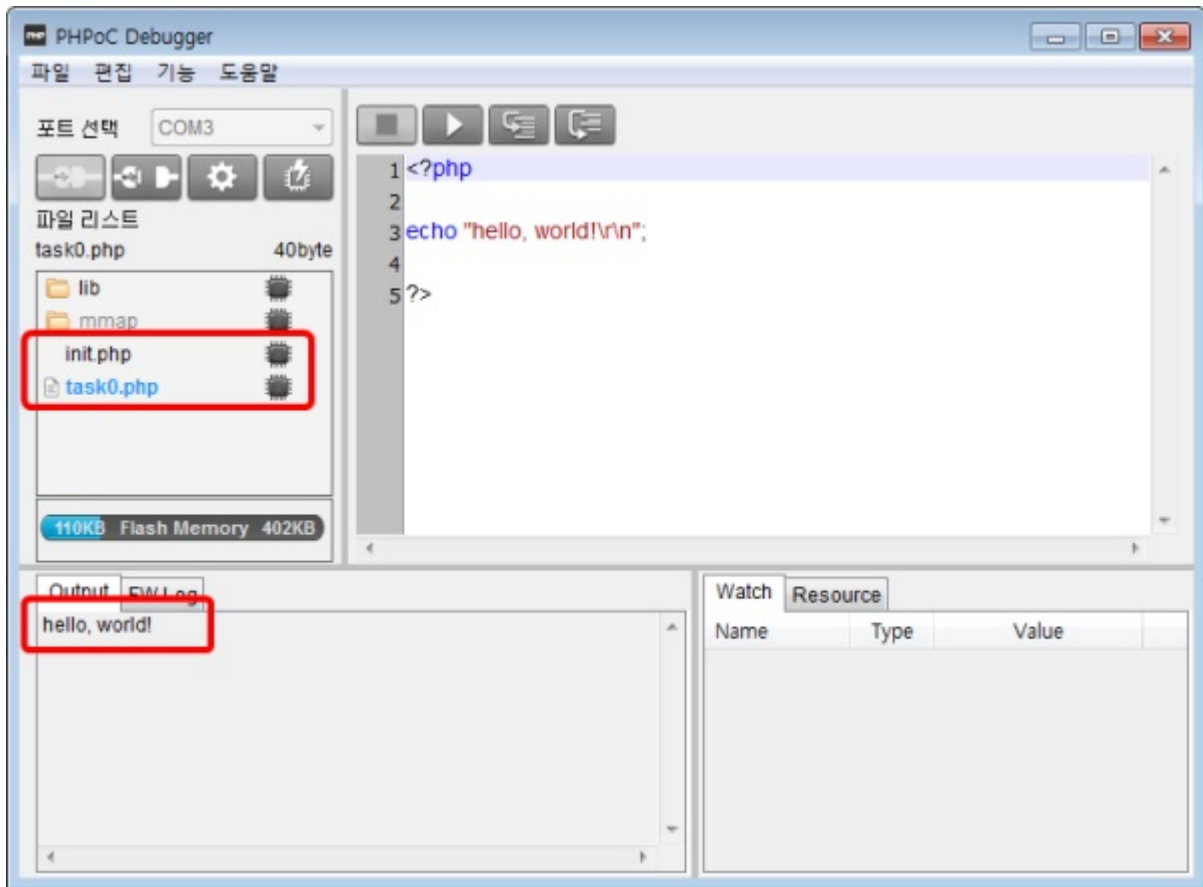 PHPoC Debugger
파일 편집 기능 도움말
포트 선택 COM3
파일 리스트
task0.php 40byte
lib
mmap
init.php
task0.php
110KB Flash Memory 402KB
1 <?php
2
3 echo "hello, world!\r\n";
4
5 ?>
Output FW Log
hello, world!
Watch Resource
Name Type Value